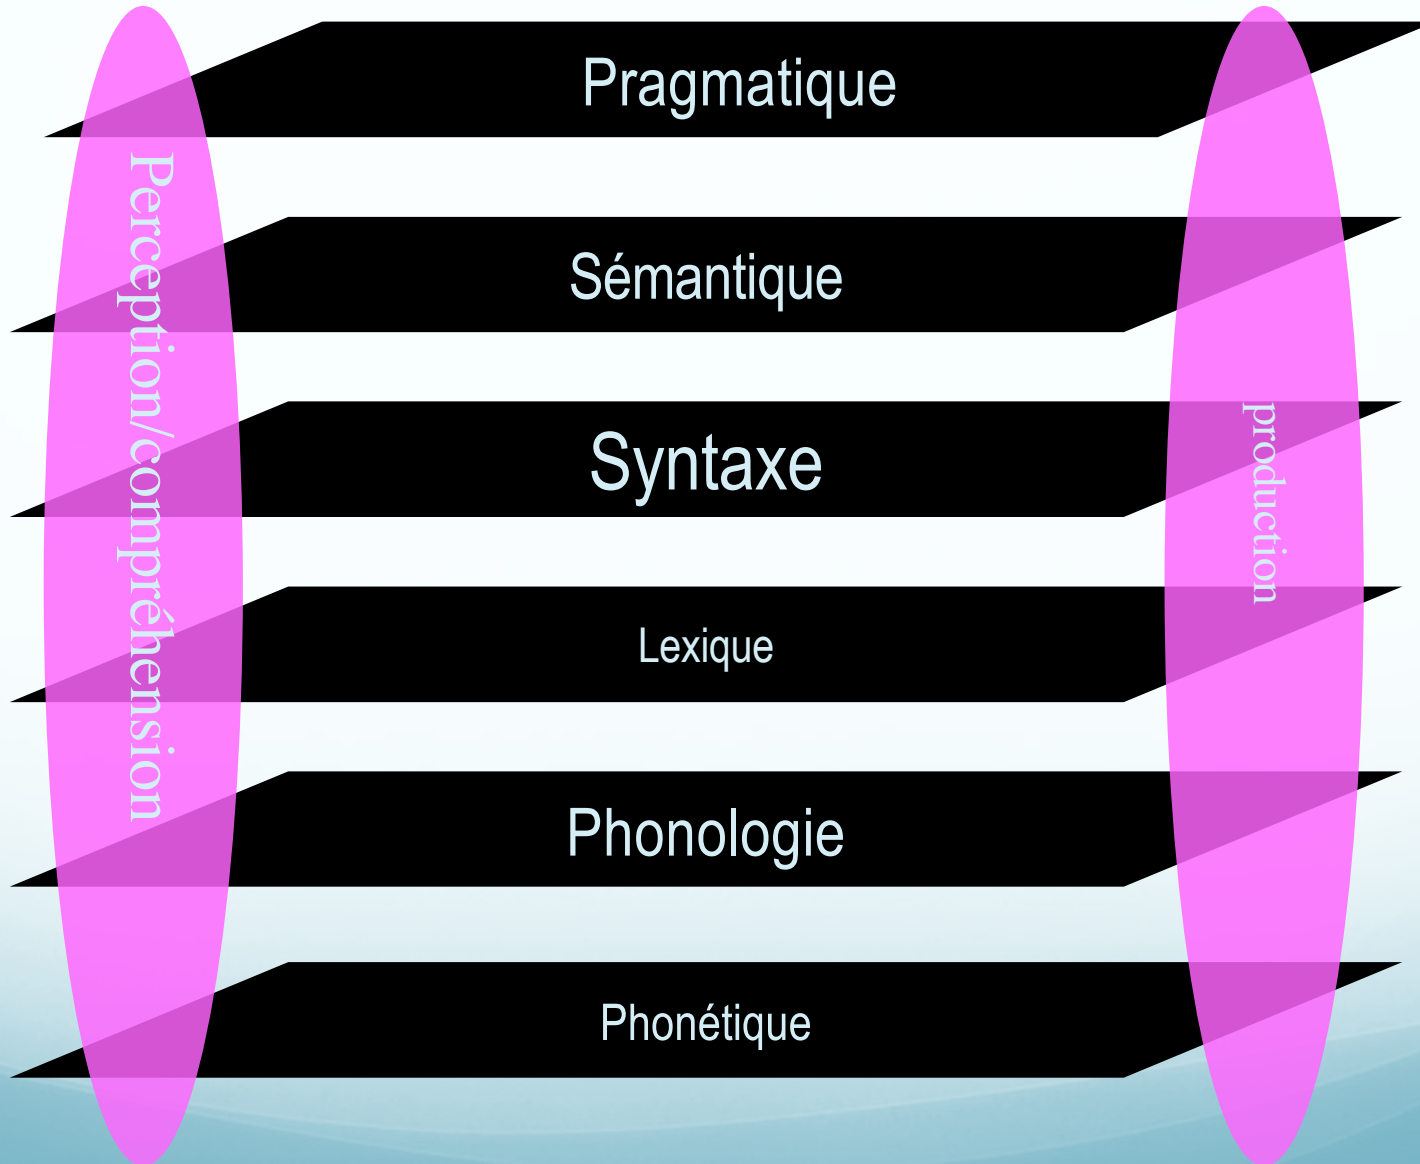 Pragmatique
Perception/compréhension
Sémantique
Syntaxe
production
Lexique
Phonologie
Phonétique